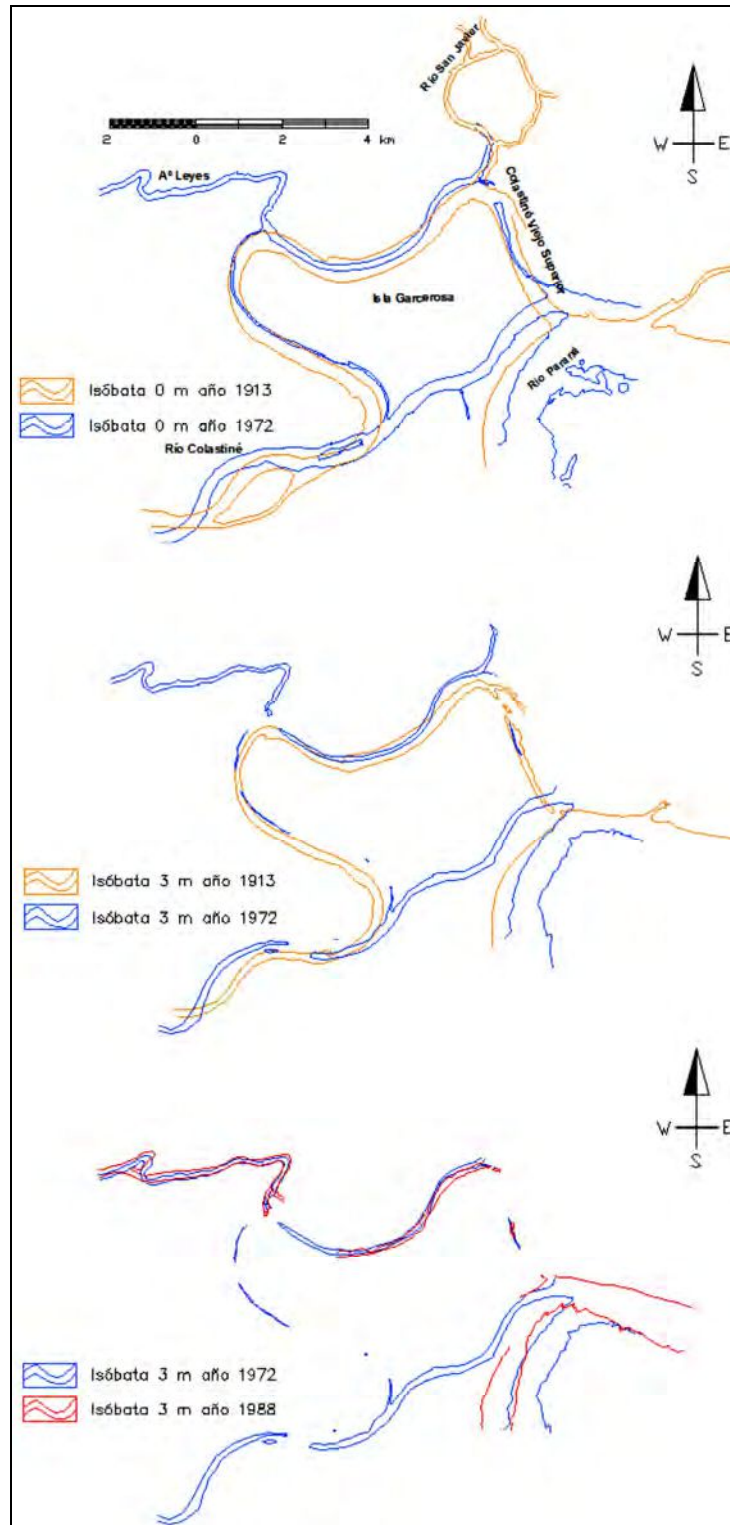 Río San Javier
2 0 2 4 km
W E
S
Aº Leyes
Colastiné Viejo Superior
Isla Garcerosa
Río Paraná
Isóbata 0 m año 1913
Isóbata 0 m año 1972
Río Colastiné
W E
S
Isóbata 3 m año 1913
Isóbata 3 m año 1972
W E
S
Isóbata 3 m año 1972
Isóbata 3 m año 1988